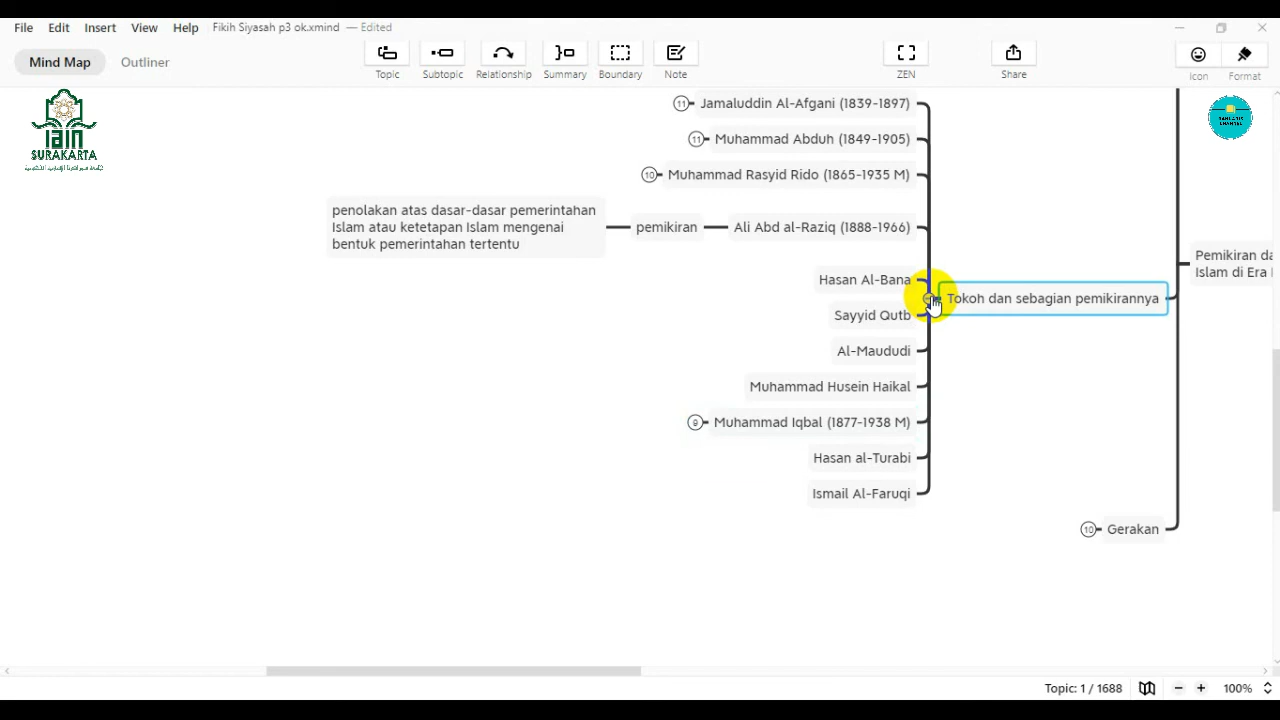 File Edit Insert View Help Fikih Siyasah p3 ok.xmind — Edited
Mind Map Outliner
Topic Subtopic Relationship Summary Boundary Note ZEN Share Icon Format
iain
SURAKARTA
11 Jamaluddin Al-Afgani (1839-1897)
11 Muhammad Abduh (1849-1905)
10 Muhammad Rasyid Rido (1865-1935 M)
penolakan atas dasar-dasar pemerintahan
Islam atau ketetapan Islam mengenai
bentuk pemerintahan tertentu
pemikiran
Ali Abd al-Raziq (1888-1966)
Hasan Al-Bana
Sayyid Qutb
Al-Maududi
Muhammad Husein Haikal
9 Muhammad Iqbal (1877-1938 M)
Hasan al-Turabi
Ismail Al-Faruqi
Tokoh dan sebagian pemikirannya
Pemikiran da
Islam di Era
10 Gerakan
Topic: 1 / 1688 100%